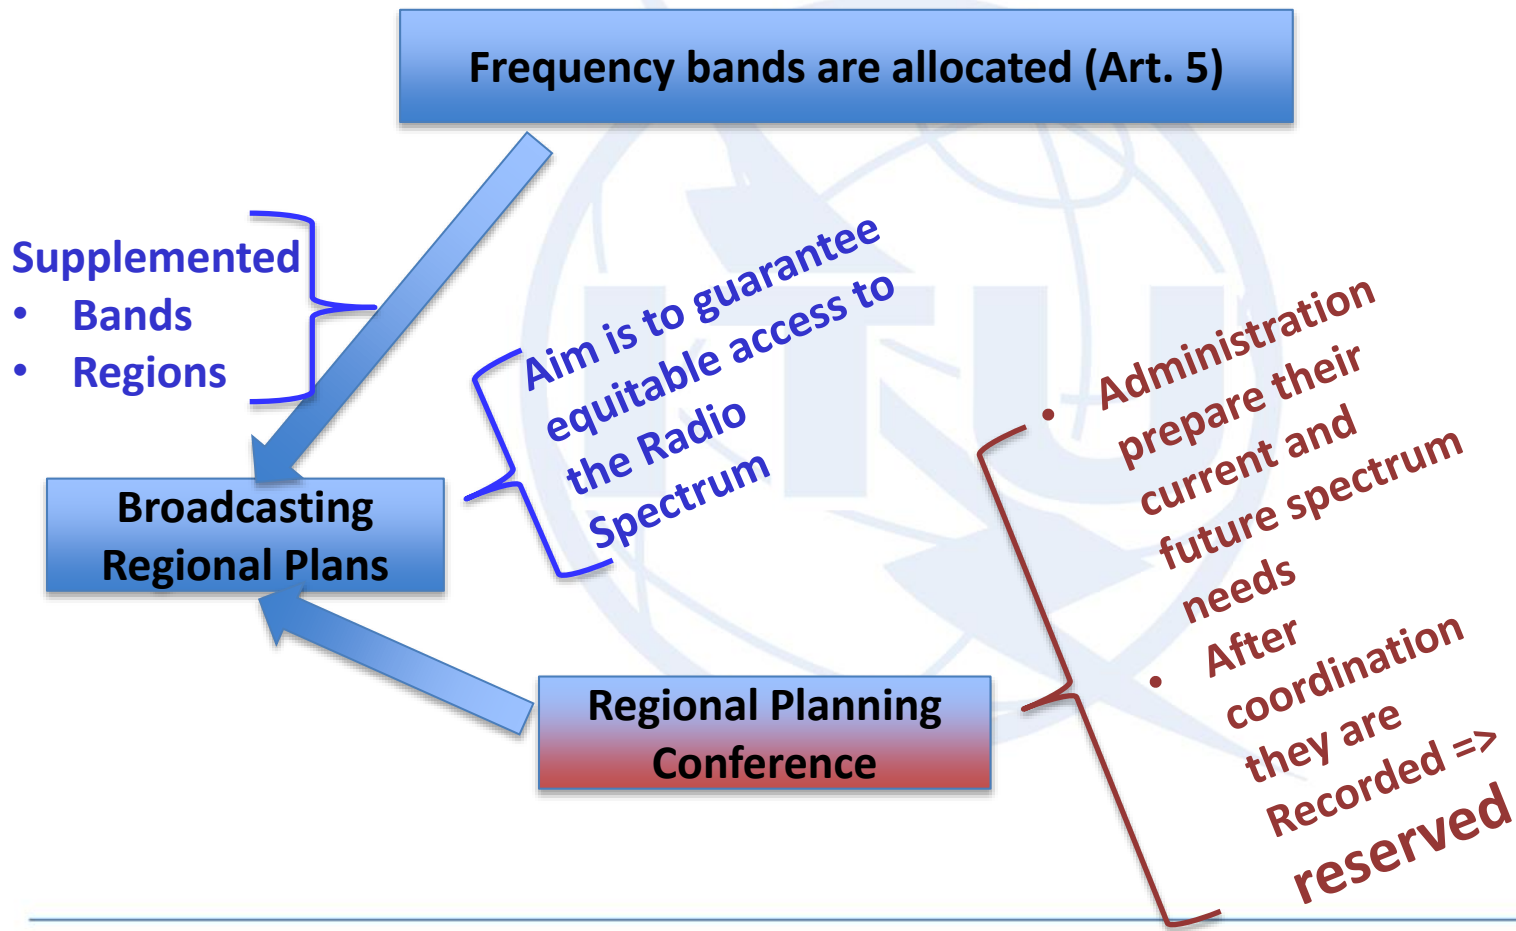 Frequency bands are allocated (Art. 5)
Supplemented
• Bands
• Regions
Aim is to guarantee
equitable access to
the Radio
Spectrum
Broadcasting
Regional Plans
Regional Planning
Conference
• Administration
prepare their
current and
future spectrum
needs
• After
coordination
they are
Recorded =>
reserved
ITU